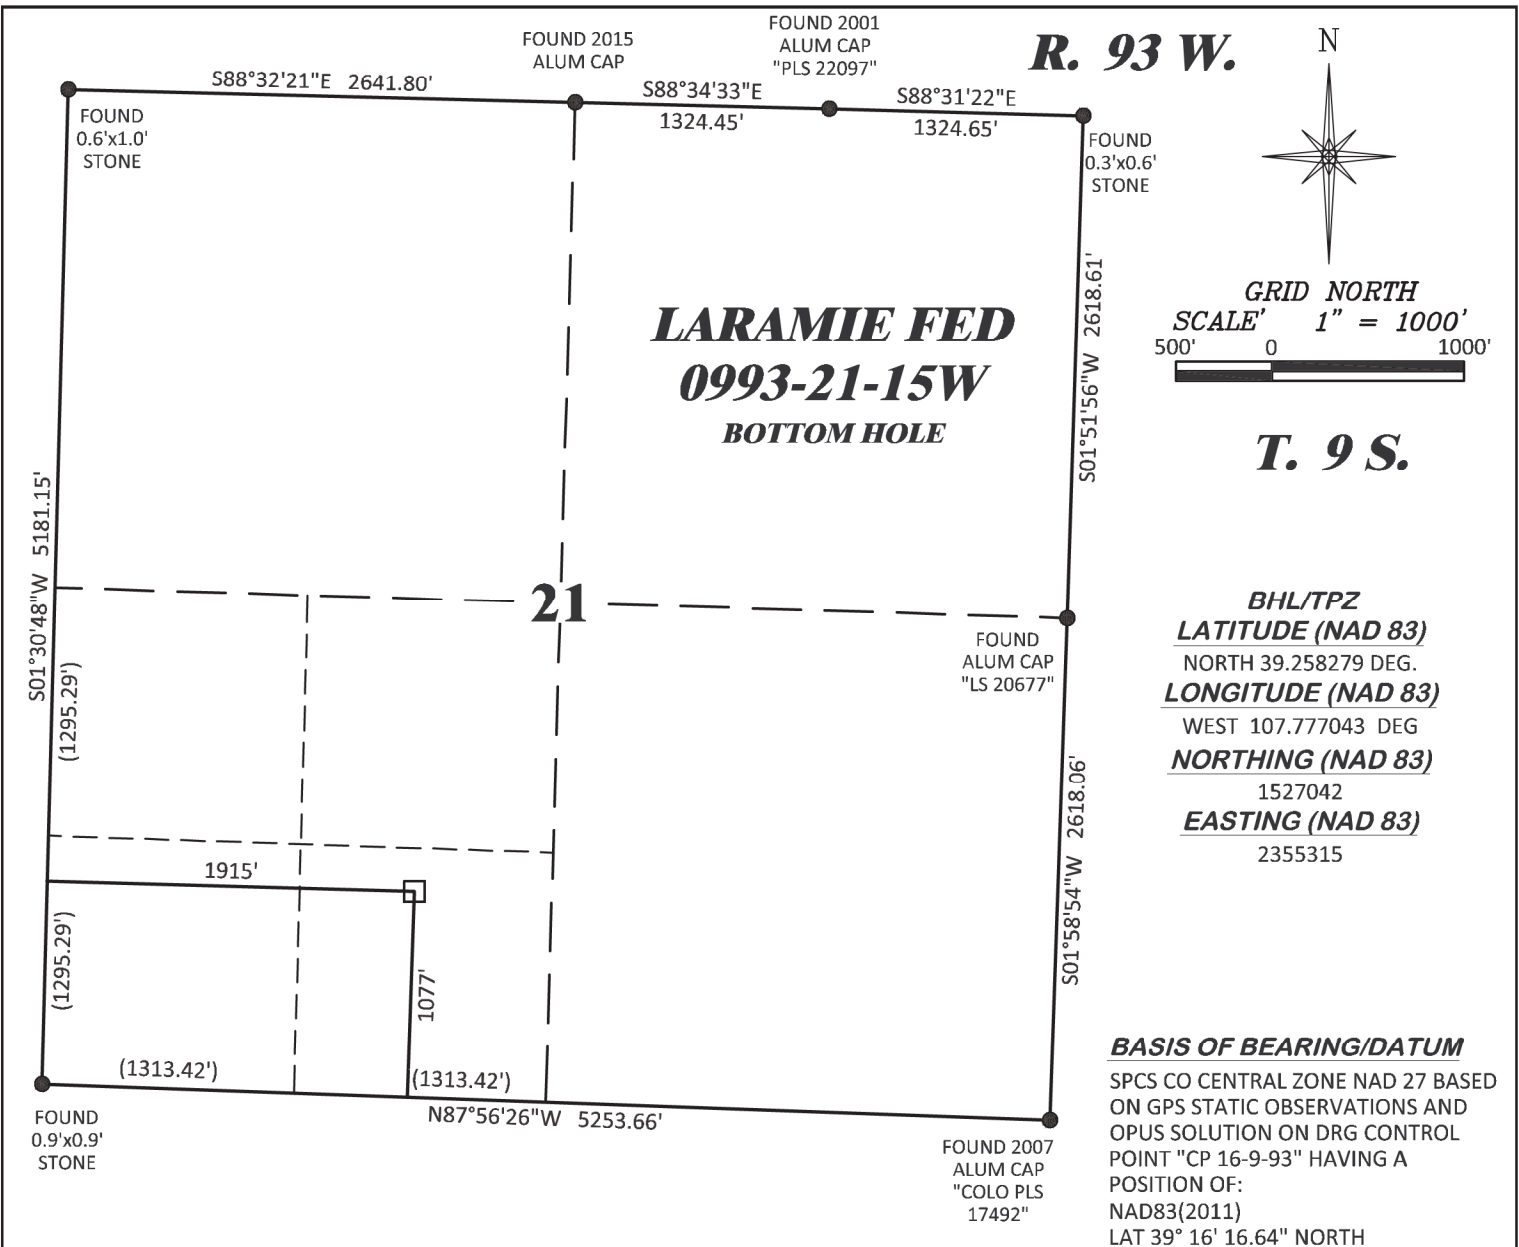 FOUND 2015
ALUM CAP
FOUND 2001
ALUM CAP
"PLS 22097"
R. 93 W.
N
S88°32'21"E 2641.80'
S88°34'33"E
1324.45'
S88°31'22"E
1324.65'
FOUND
0.6'x1.0'
STONE
FOUND
0.3'x0.6'
STONE
GRID NORTH
SCALE' 1" = 1000'
500' 0 1000'
LARAMIE FED
0993-21-15W
BOTTOM HOLE
S01°51'56"W 2618.61'
T. 9 S.
S01°30'48"W 5181.15'
21
FOUND
ALUM CAP
"LS 20677"
BHL/TPZ
LATITUDE (NAD 83)
NORTH 39.258279 DEG.
LONGITUDE (NAD 83)
WEST 107.777043 DEG
NORTHING (NAD 83)
1527042
EASTING (NAD 83)
2355315
(1295.29')
1915'
(1295.29')
1077'
S01°58'54"W 2618.06'
(1313.42')
(1313.42')
N87°56'26"W 5253.66'
FOUND
0.9'x0.9'
STONE
FOUND 2007
ALUM CAP
"COLO PLS
17492"
BASIS OF BEARING/DATUM
SPCS CO CENTRAL ZONE NAD 27 BASED
ON GPS STATIC OBSERVATIONS AND
OPUS SOLUTION ON DRG CONTROL
POINT "CP 16-9-93" HAVING A
POSITION OF:
NAD83(2011)
LAT 39° 16' 16.64" NORTH